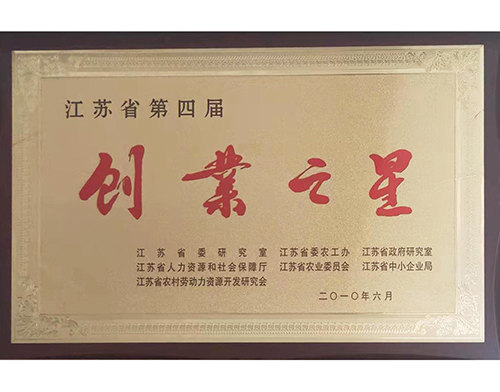 江苏省第四届
创業之星
江苏省委研究室 江苏省委农工办 江苏省政府研究室
江苏省人力资源和社会保障厅 江苏省农业委员会 江苏省中小企业局
江苏省农村劳动力资源开发研究会
二〇一〇年六月